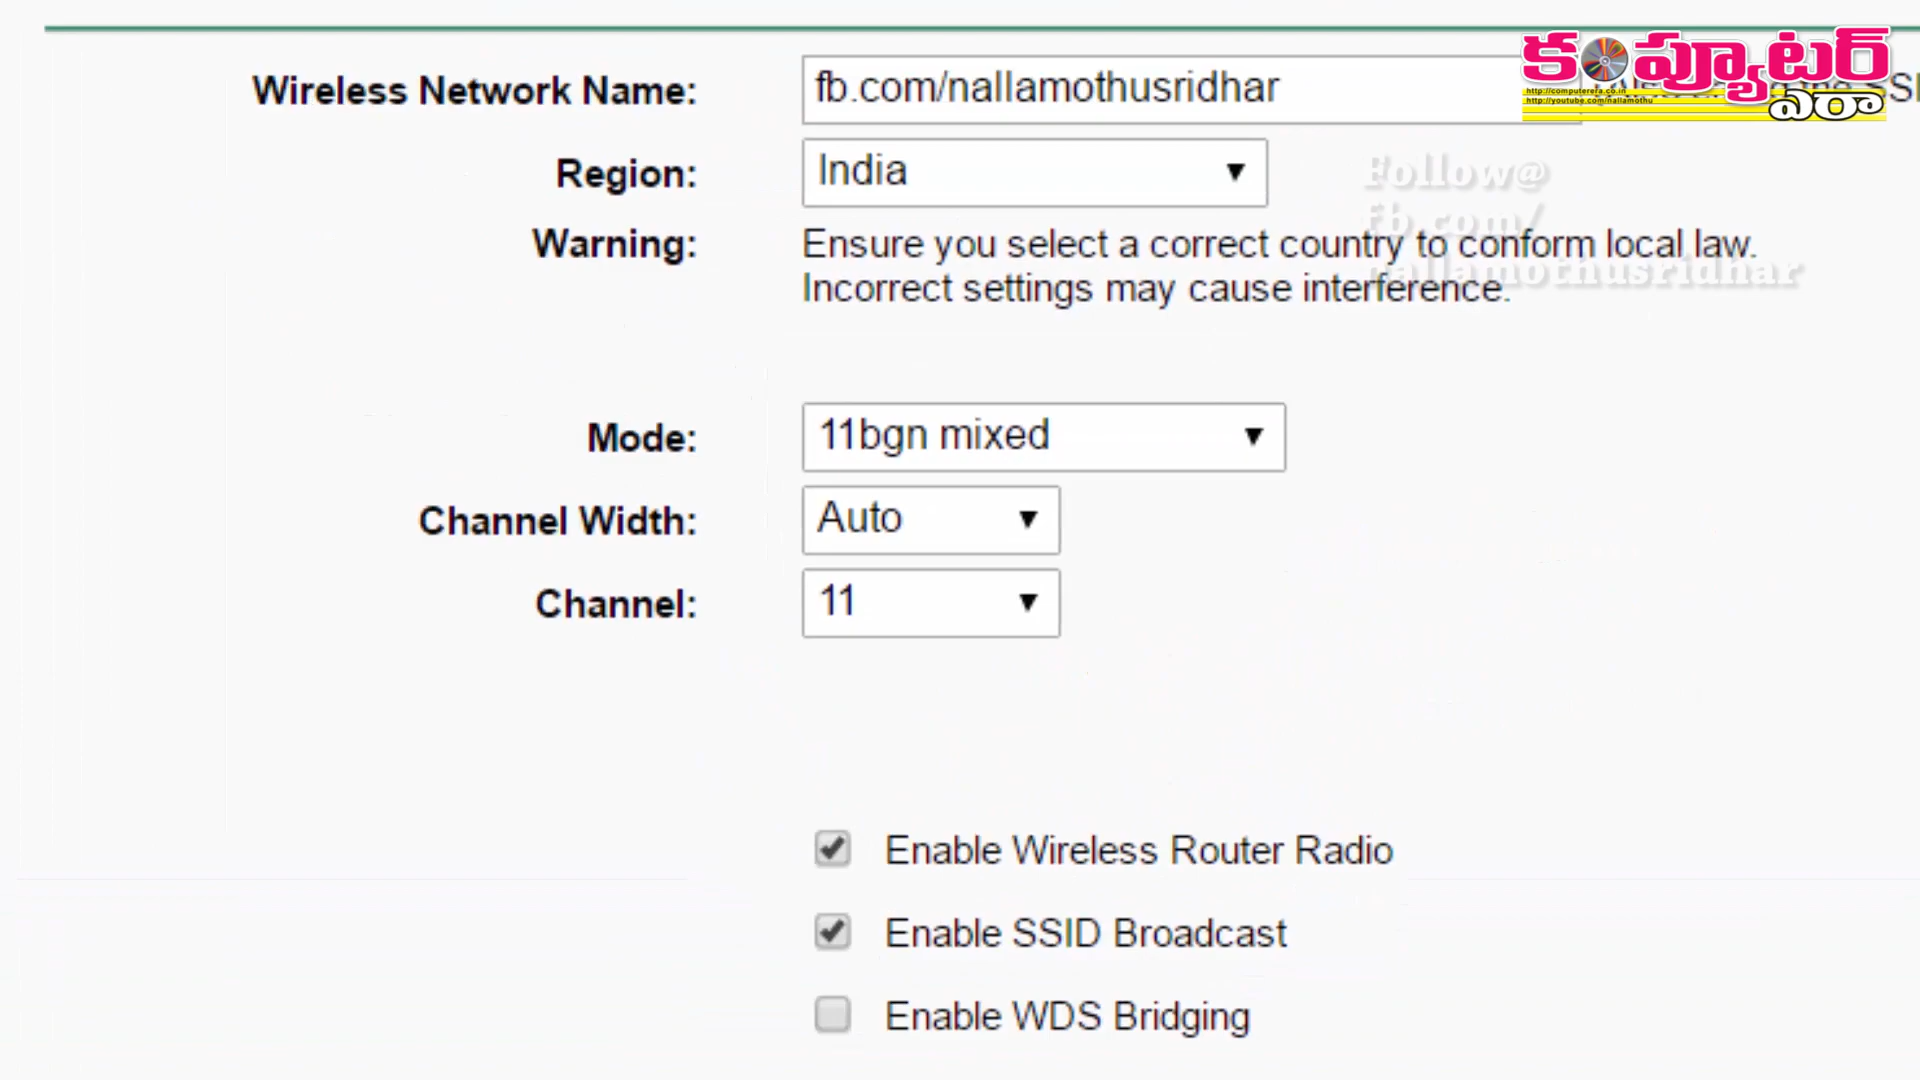 Wireless Network Name: fb.com/nallamothusridhar
కంప్యూటర్
http://computerera.co.in
http://youtube.com/nallamothu
ఎరా
Region: India
Follow@
fb.com/
nallamothusridhar
Warning: Ensure you select a correct country to conform local law.
Incorrect settings may cause interference.
Mode: 11bgn mixed
Channel Width: Auto
Channel: 11
Enable Wireless Router Radio
Enable SSID Broadcast
Enable WDS Bridging